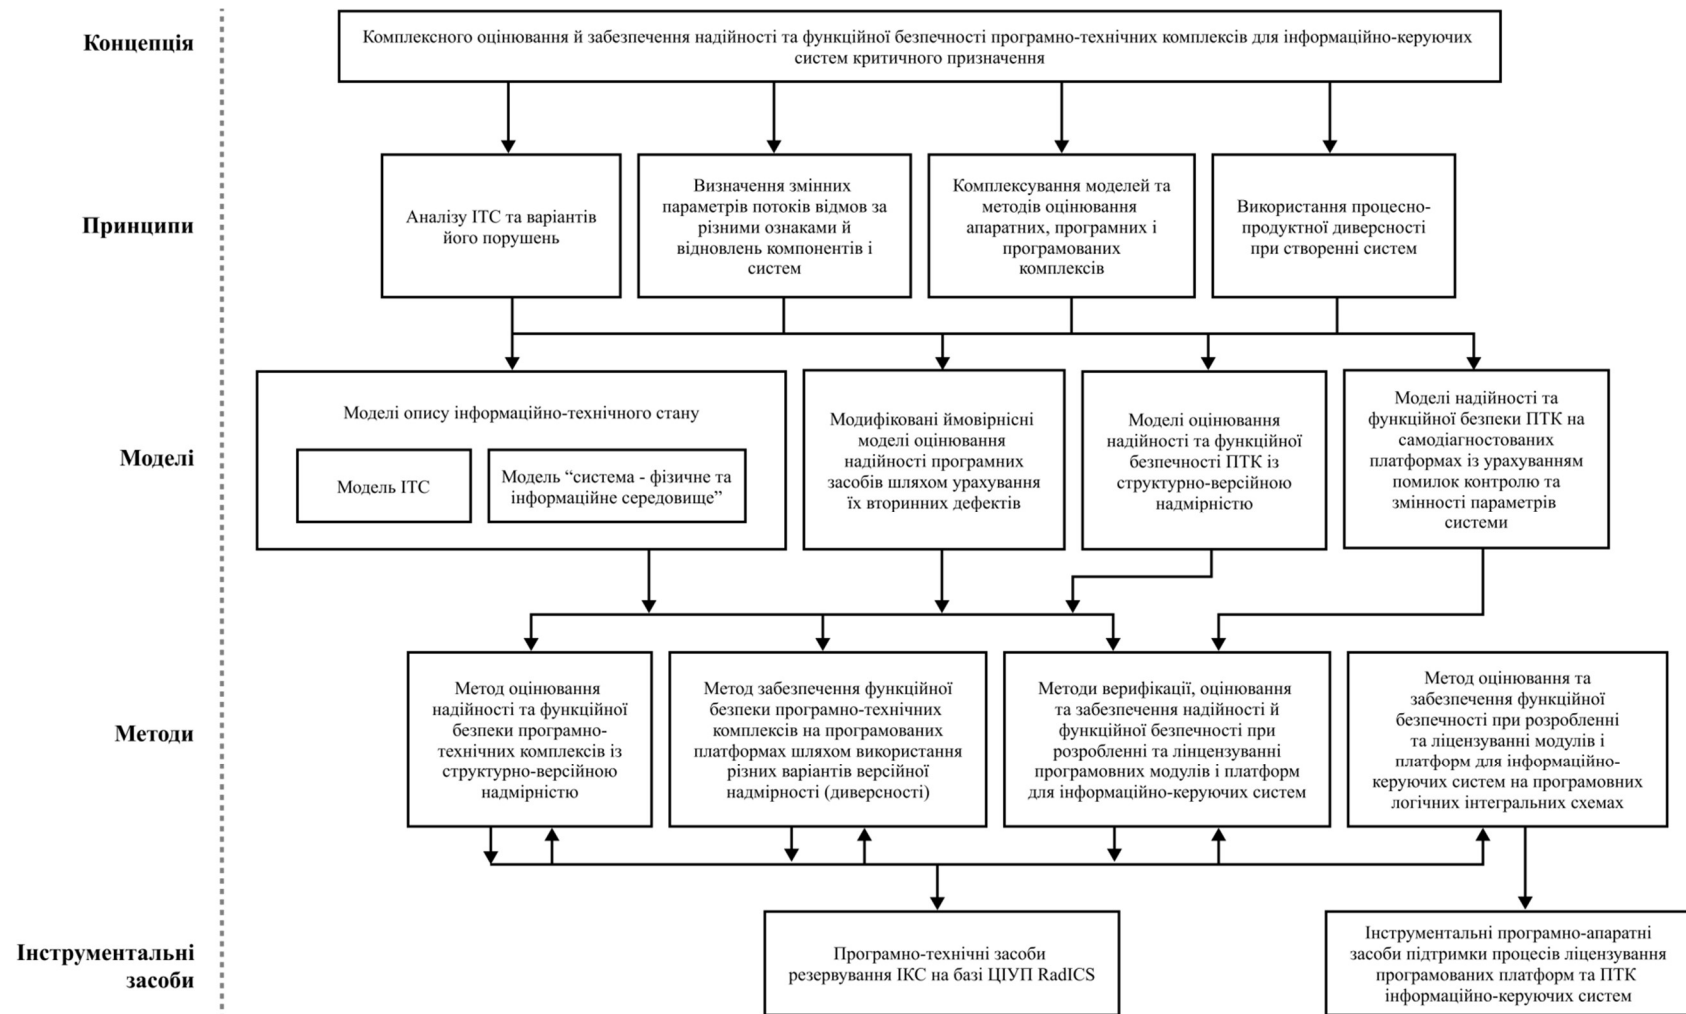 Концепція
Комплексного оцінювання й забезпечення надійності та функційної безпечності програмно-технічних комплексів для інформаційно-керуючих
систем критичного призначення
Принципи
Аналізу ІТС та варіантів
його порушень
Визначення змінних
параметрів потоків відмов за
різними ознаками й
відновлень компонентів і
систем
Комплексування моделей та
методів оцінювання
апаратних, програмних і
програмованих
комплексів
Використання процесно-
продуктної диверсності
при створенні систем
Моделі
Моделі опису інформаційно-технічного стану
Модель ІТС
Модель “система - фізичне та
інформаційне середовище”
Модифіковані ймовірнісні
моделі оцінювання
надійності програмних
засобів шляхом урахування
їх вторинних дефектів
Моделі оцінювання
надійності та функційної
безпечності ПТК із
структурно-версійною
надмірністю
Моделі надійності та
функційної безпеки ПТК на
самодіагностованих
платформах із урахуванням
помилок контролю та
змінності параметрів
системи
Методи
Метод оцінювання
надійності та функційної
безпеки програмно-
технічних комплексів із
структурно-версійною
надмірністю
Метод забезпечення функційної
безпеки програмно-технічних
комплексів на програмованих
платформах шляхом використання
різних варіантів версійної
надмірності (диверсності)
Методи верифікації, оцінювання
та забезпечення надійності й
функційної безпечності при
розробленні та лінцензуванні
програмовних модулів і платформ
для інформаційно-керуючих систем
Метод оцінювання та
забезпечення функційної
безпечності при розробленні
та ліцензуванні модулів і
платформ для інформаційно-
керуючих систем на програмовних
логічних інтегральних схемах
Інструментальні
засоби
Програмно-технічні засоби
резервування ІКС на базі ЦІУП RadICS
Інструментальні програмно-апаратні
засоби підтримки процесів ліцензування
програмованих платформ та ПТК
інформаційно-керуючих систем